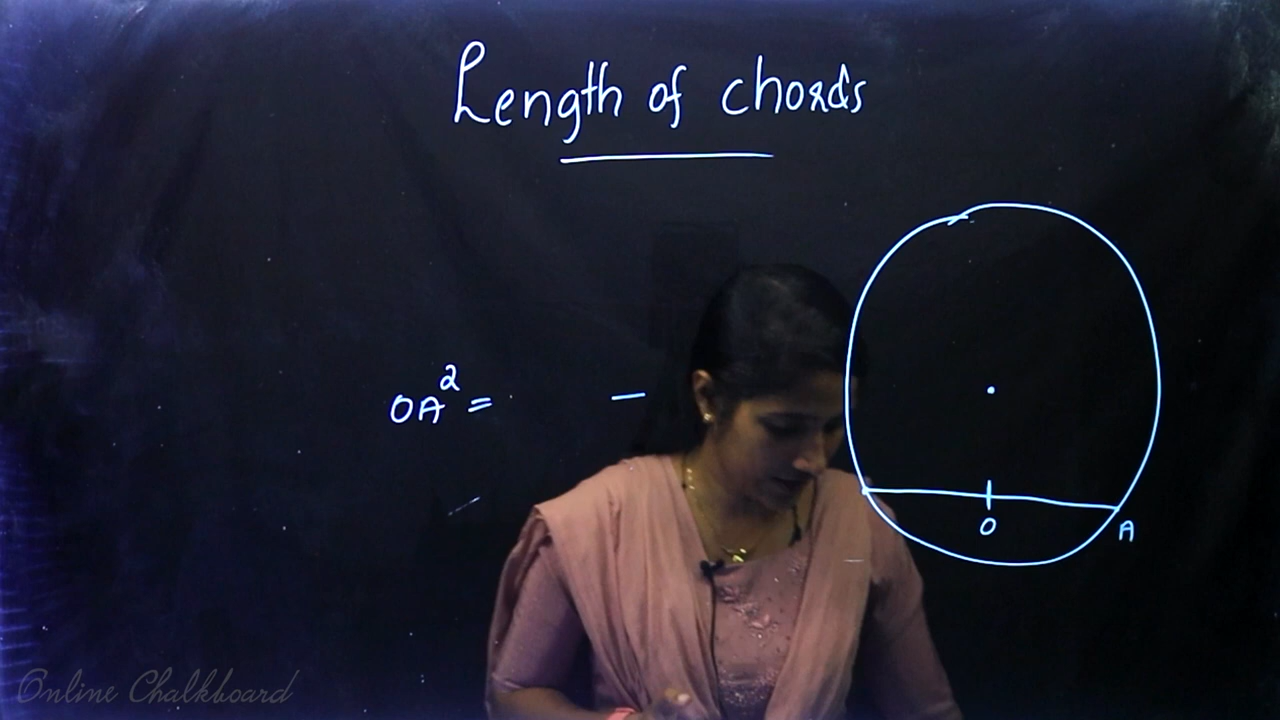 Length of chords
OA² = –
O
A
Online Chalkboard